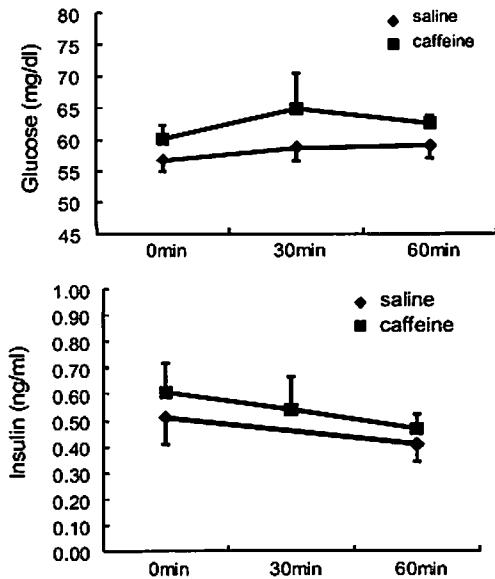 80
75
70
65
60
55
50
45
Glucose (mg/dl)
saline
caffeine
0min 30min 60min
1.00
0.90
0.80
0.70
0.60
0.50
0.40
0.30
0.20
0.10
0.00
Insulin (ng/ml)
saline
caffeine
0min 30min 60min